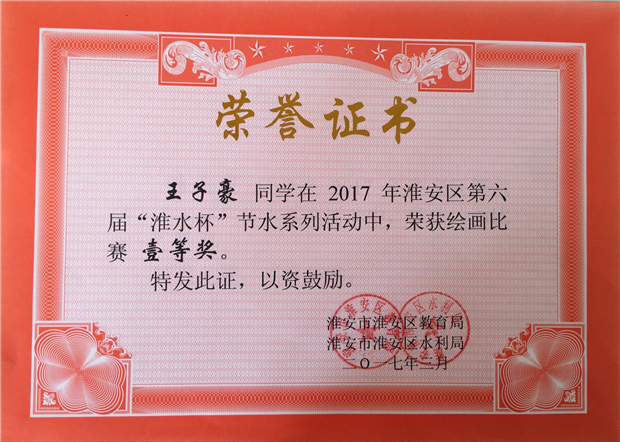 荣誉证书
王子豪 同学在 2017 年淮安区第六
届“淮水杯”节水系列活动中，荣获绘画比
赛 壹等奖。
特发此证，以资鼓励。
淮安市淮安区教育局
淮安市淮安区水利局
二〇一七年二月